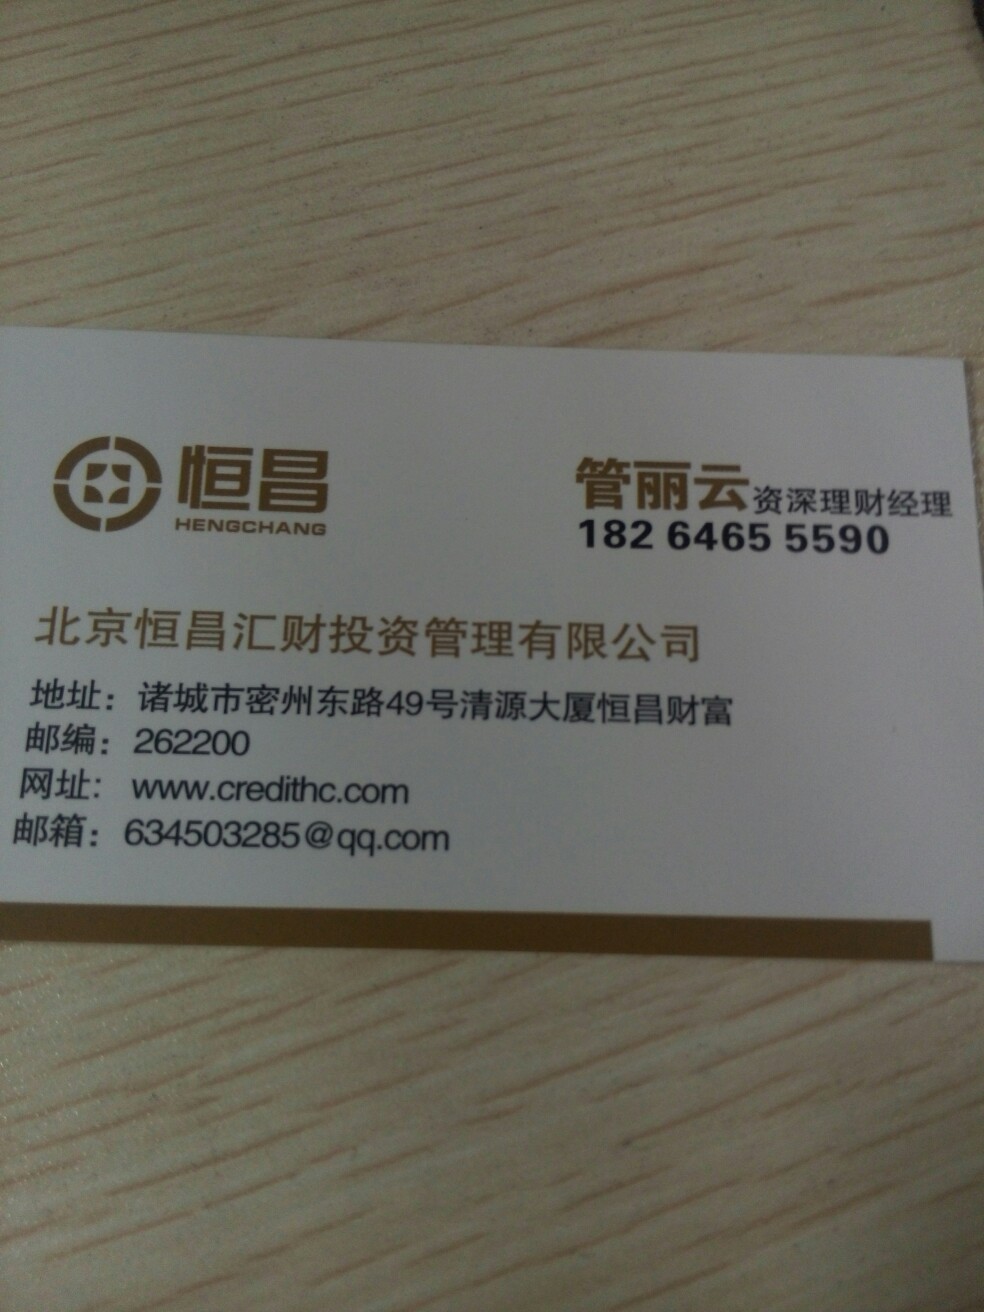 恒昌
HENGCHANG
管丽云 资深理财经理
182 6465 5590
北京恒昌汇财投资管理有限公司
地址：诸城市密州东路49号清源大厦恒昌财富
邮编：262200
网址：www.credithc.com
邮箱：634503285@qq.com